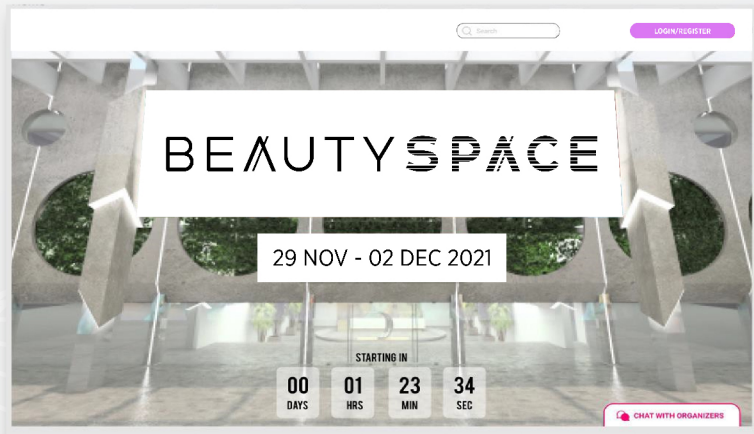 Search
LOGIN/REGISTER
BEAUTYSPACE
29 NOV - 02 DEC 2021
STARTING IN
00 01 23 34
DAYS HRS MIN SEC
CHAT WITH ORGANIZERS